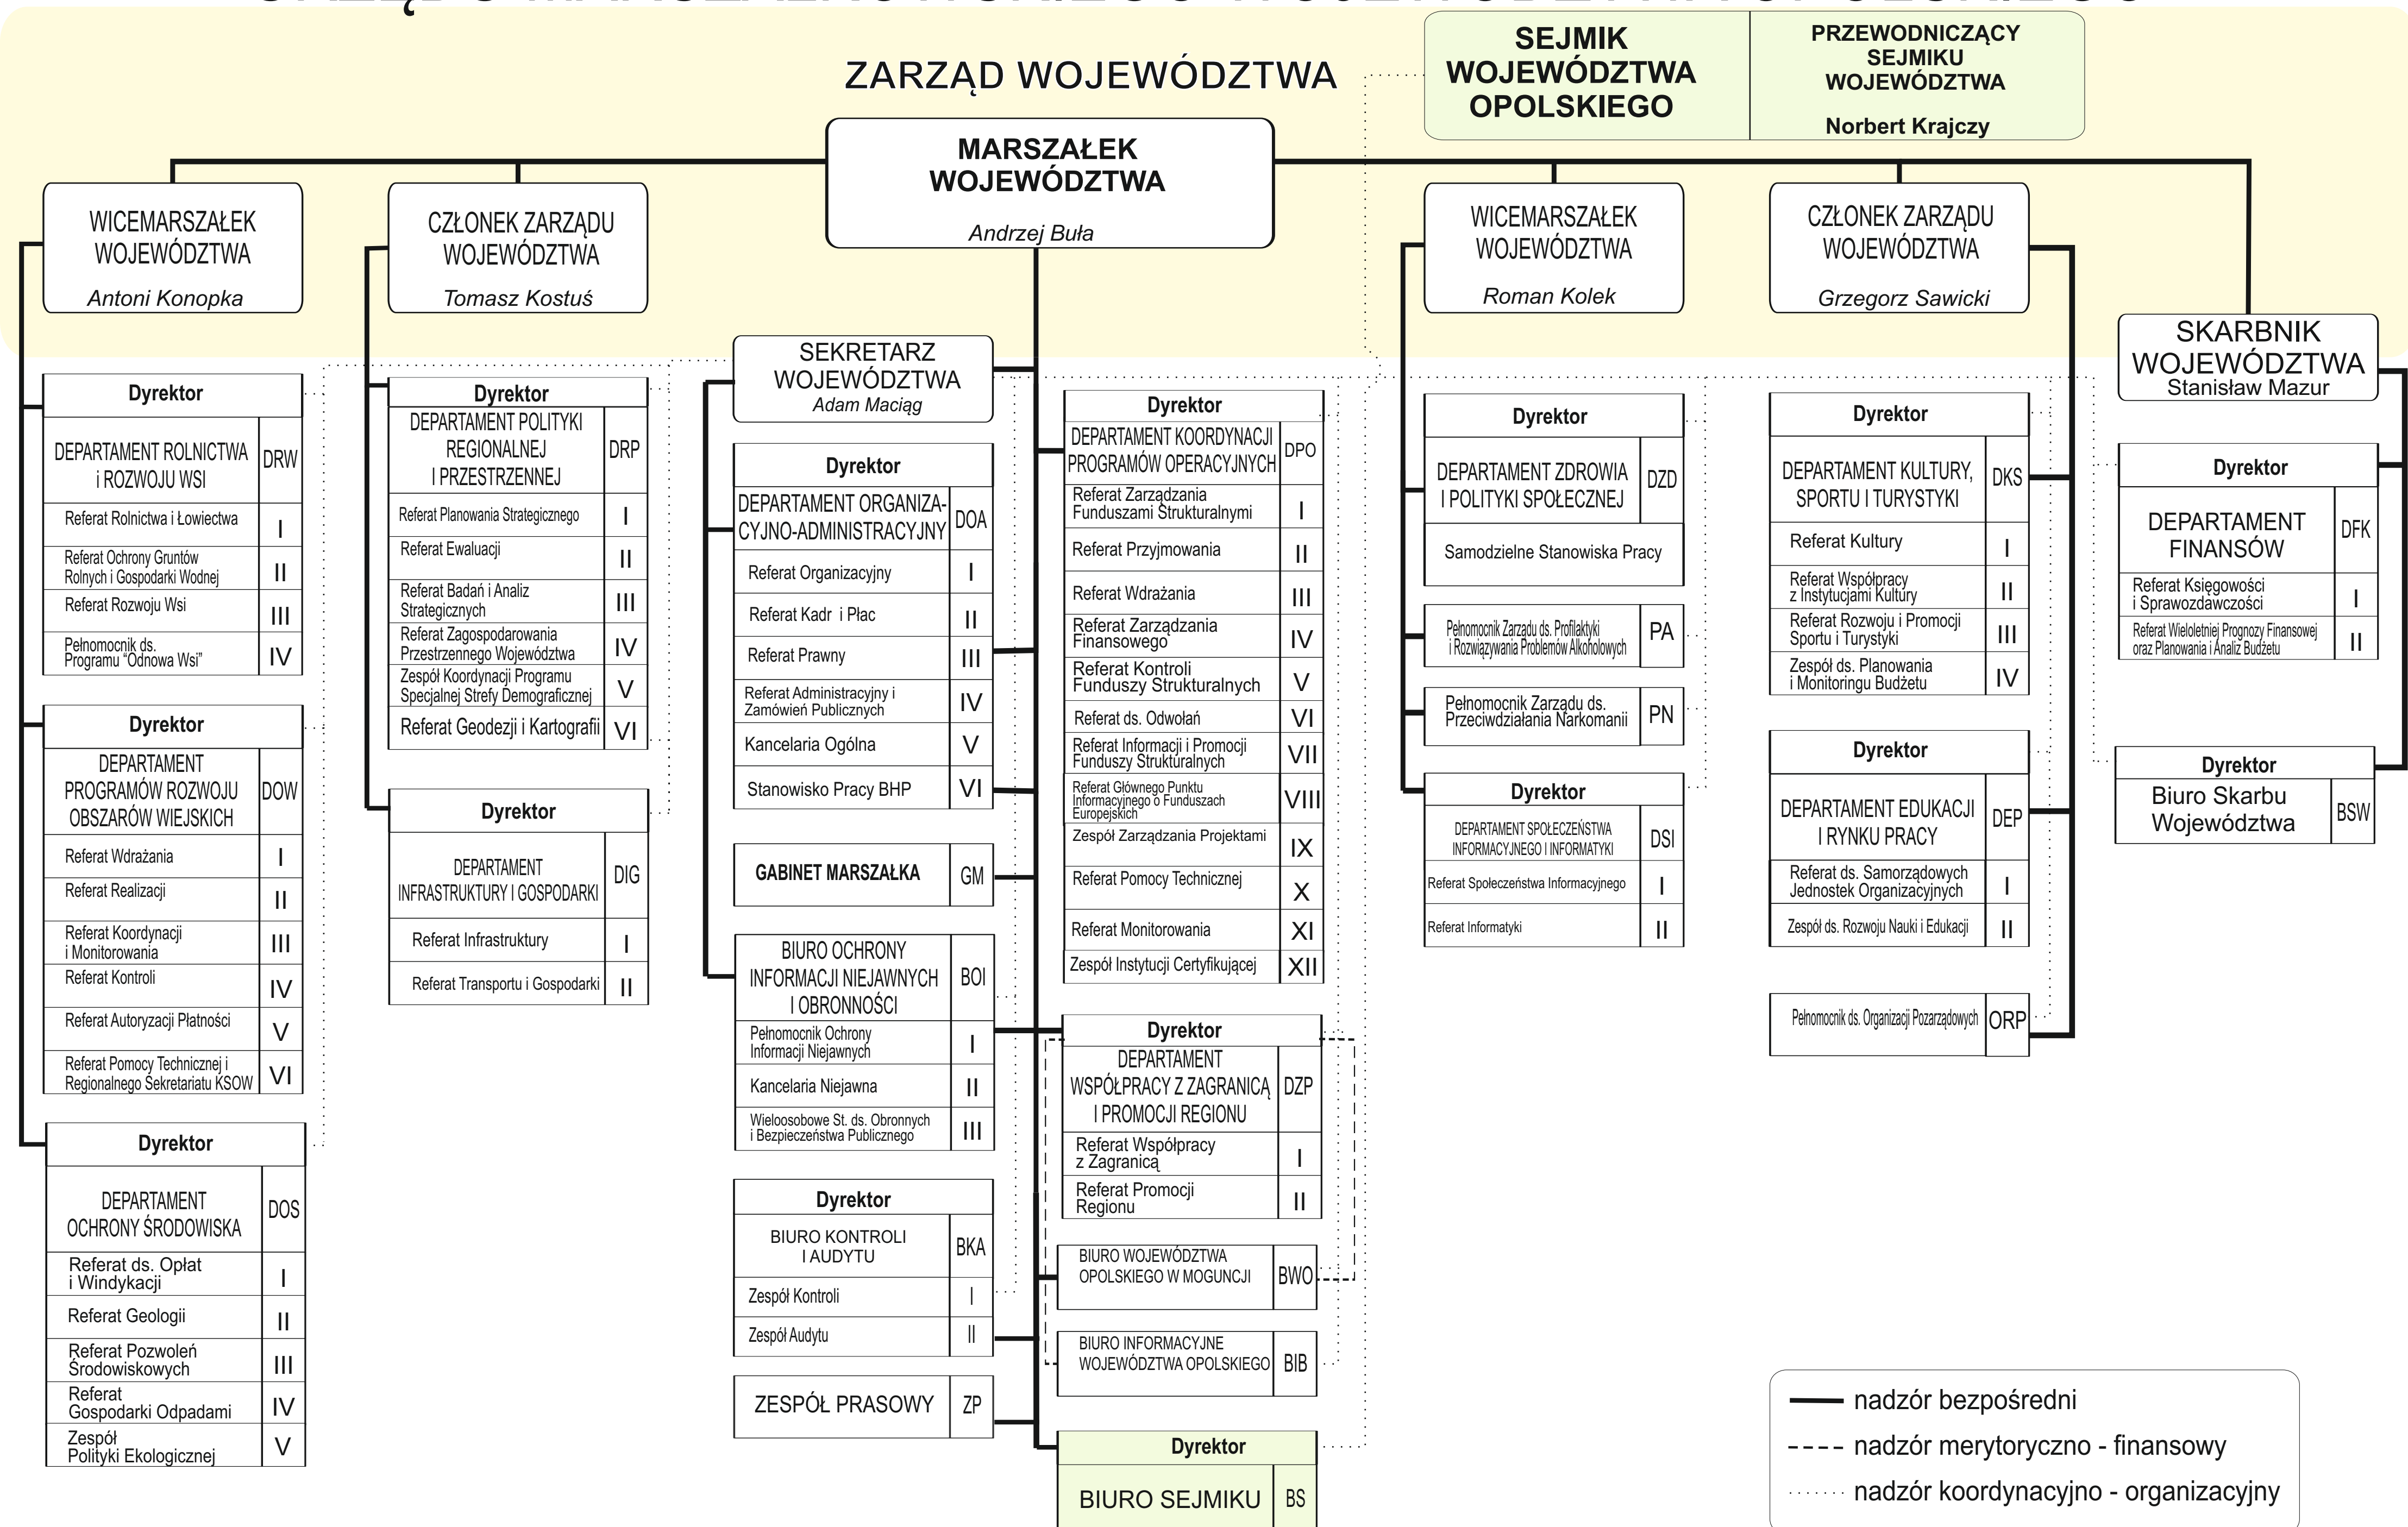 ZARZĄD WOJEWÓDZTWA
SEJMIK
WOJEWÓDZTWA
OPOLSKIEGO
PRZEWODNICZĄCY
SEJMIKU
WOJEWÓDZTWA
Norbert Krajczy
MARSZAŁEK
WOJEWÓDZTWA
Andrzej Buła
WICEMARSZAŁEK
WOJEWÓDZTWA
Antoni Konopka
CZŁONEK ZARZĄDU
WOJEWÓDZTWA
Tomasz Kostuś
WICEMARSZAŁEK
WOJEWÓDZTWA
Roman Kolek
CZŁONEK ZARZĄDU
WOJEWÓDZTWA
Grzegorz Sawicki
SKARBNIK
WOJEWÓDZTWA
Stanisław Mazur
SEKRETARZ
WOJEWÓDZTWA
Adam Maciąg
Dyrektor
DEPARTAMENT ROLNICTWA
i ROZWOJU WSI
DRW
Referat Rolnictwa i Łowiectwa
I
Referat Ochrony Gruntów
Rolnych i Gospodarki Wodnej
II
Referat Rozwoju Wsi
III
Pełnomocnik ds.
Programu "Odnowa Wsi"
IV
Dyrektor
DEPARTAMENT
PROGRAMÓW ROZWOJU
OBSZARÓW WIEJSKICH
DOW
Referat Wdrażania
I
Referat Realizacji
II
Referat Koordynacji
i Monitorowania
III
Referat Kontroli
IV
Referat Autoryzacji Płatności
V
Referat Pomocy Technicznej i
Regionalnego Sekretariatu KSOW
VI
Dyrektor
DEPARTAMENT
OCHRONY ŚRODOWISKA
DOS
Referat ds. Opłat
i Windykacji
I
Referat Geologii
II
Referat Pozwoleń
Środowiskowych
III
Referat
Gospodarki Odpadami
IV
Zespół
Polityki Ekologicznej
V
Dyrektor
DEPARTAMENT POLITYKI
REGIONALNEJ
I PRZESTRZENNEJ
DRP
Referat Planowania Strategicznego
I
Referat Ewaluacji
II
Referat Badań i Analiz
Strategicznych
III
Referat Zagospodarowania
Przestrzennego Województwa
IV
Zespół Koordynacji Programu
Specjalnej Strefy Demograficznej
V
Referat Geodezji i Kartografii
VI
Dyrektor
DEPARTAMENT
INFRASTRUKTURY I GOSPODARKI
DIG
Referat Infrastruktury
I
Referat Transportu i Gospodarki
II
Dyrektor
DEPARTAMENT ORGANIZA-
CYJNO-ADMINISTRACYJNY
DOA
Referat Organizacyjny
I
Referat Kadr i Płac
II
Referat Prawny
III
Referat Administracyjny i
Zamówień Publicznych
IV
Kancelaria Ogólna
V
Stanowisko Pracy BHP
VI
GABINET MARSZAŁKA
GM
BIURO OCHRONY
INFORMACJI NIEJAWNYCH
I OBRONNOŚCI
BOI
Pełnomocnik Ochrony
Informacji Niejawnych
I
Kancelaria Niejawna
II
Wieloosobowe St. ds. Obronnych
i Bezpieczeństwa Publicznego
III
Dyrektor
BIURO KONTROLI
I AUDYTU
BKA
Zespół Kontroli
I
Zespół Audytu
II
ZESPÓŁ PRASOWY
ZP
Dyrektor
DEPARTAMENT KOORDYNACJI
PROGRAMÓW OPERACYJNYCH
DPO
Referat Zarządzania
Funduszami Strukturalnymi
I
Referat Przyjmowania
II
Referat Wdrażania
III
Referat Zarządzania
Finansowego
IV
Referat Kontroli
Funduszy Strukturalnych
V
Referat ds. Odwołań
VI
Referat Informacji i Promocji
Funduszy Strukturalnych
VII
Referat Głównego Punktu
Informacyjnego o Funduszach
Europejskich
VIII
Zespół Zarządzania Projektami
IX
Referat Pomocy Technicznej
X
Referat Monitorowania
XI
Zespół Instytucji Certyfikującej
XII
Dyrektor
DEPARTAMENT
WSPÓŁPRACY Z ZAGRANICĄ
I PROMOCJI REGIONU
DZP
Referat Współpracy
z Zagranicą
I
Referat Promocji
Regionu
II
BIURO WOJEWÓDZTWA
OPOLSKIEGO W MOGUNCJI
BWO
BIURO INFORMACYJNE
WOJEWÓDZTWA OPOLSKIEGO
BIB
Dyrektor
BIURO SEJMIKU
BS
Dyrektor
DEPARTAMENT ZDROWIA
I POLITYKI SPOŁECZNEJ
DZD
Samodzielne Stanowiska Pracy
Pełnomocnik Zarządu ds. Profilaktyki
i Rozwiązywania Problemów Alkoholowych
PA
Pełnomocnik Zarządu ds.
Przeciwdziałania Narkomanii
PN
Dyrektor
DEPARTAMENT SPOŁECZEŃSTWA
INFORMACYJNEGO I INFORMATYKI
DSI
Referat Społeczeństwa Informacyjnego
I
Referat Informatyki
II
Dyrektor
DEPARTAMENT KULTURY,
SPORTU I TURYSTYKI
DKS
Referat Kultury
I
Referat Współpracy
z Instytucjami Kultury
II
Referat Rozwoju i Promocji
Sportu i Turystyki
III
Zespół ds. Planowania
i Monitoringu Budżetu
IV
Dyrektor
DEPARTAMENT EDUKACJI
I RYNKU PRACY
DEP
Referat ds. Samorządowych
Jednostek Organizacyjnych
I
Zespół ds. Rozwoju Nauki i Edukacji
II
Pełnomocnik ds. Organizacji Pozarządowych
ORP
Dyrektor
DEPARTAMENT
FINANSÓW
DFK
Referat Księgowości
i Sprawozdawczości
I
Referat Wieloletniej Prognozy Finansowej
oraz Planowania i Analiz Budżetu
II
Dyrektor
Biuro Skarbu
Województwa
BSW
nadzór bezpośredni
nadzór merytoryczno - finansowy
nadzór koordynacyjno - organizacyjny